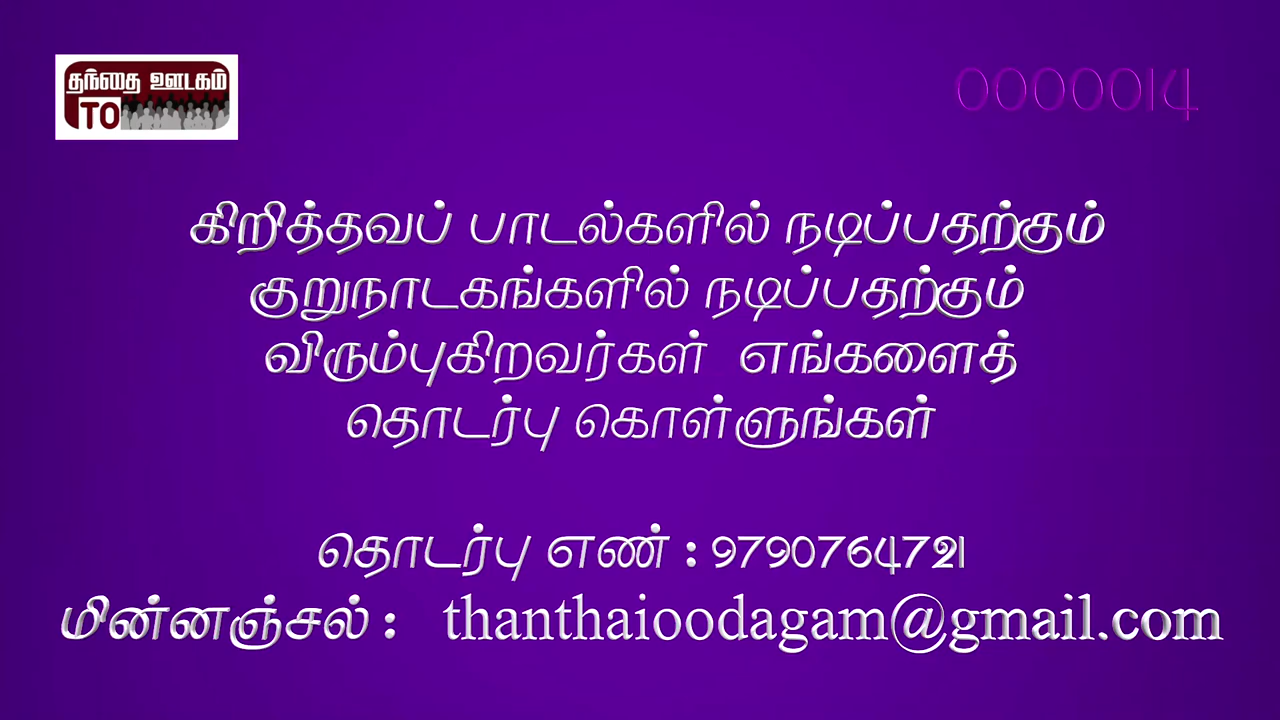 தந்தை ஊடகம்
TO
0000014
கிறித்தவப் பாடல்களில் நடிப்பதற்கும்
குறுநாடகங்களில் நடிப்பதற்கும்
விரும்புகிறவர்கள் எங்களைத்
தொடர்பு கொள்ளுங்கள்
தொடர்பு எண் : 9790764721
மின்னஞ்சல் : thanthaioodagam@gmail.com